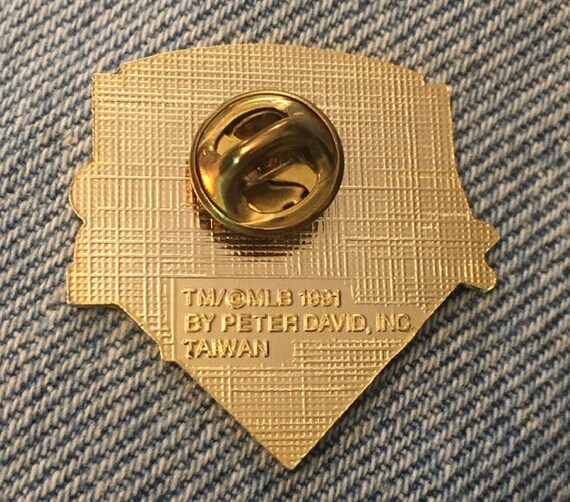 TM/©MLB 1991
BY PETER DAVID, INC.
TAIWAN